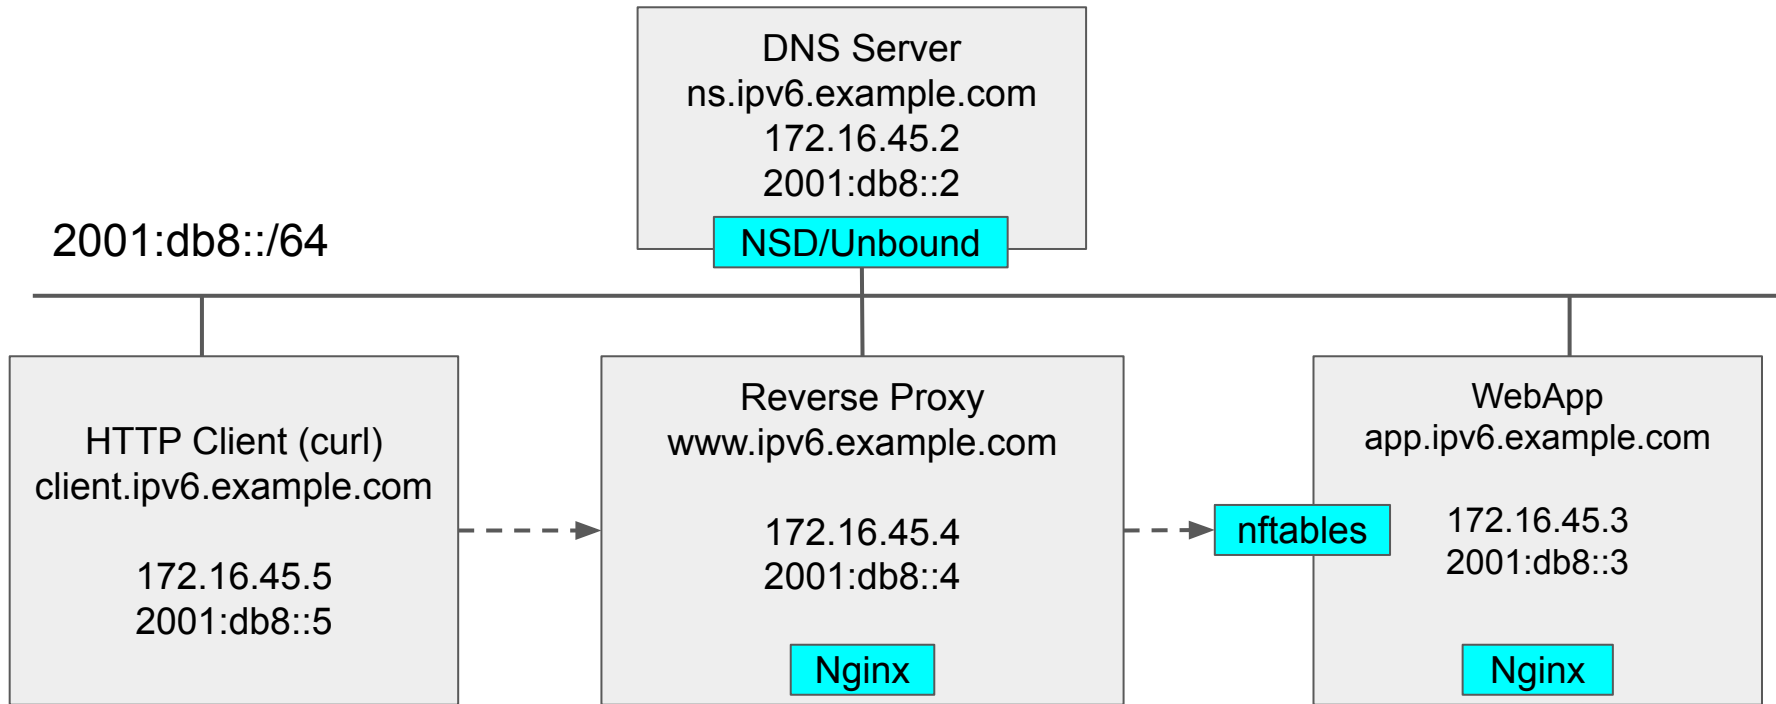 DNS Server
ns.ipv6.example.com
172.16.45.2
2001:db8::2
NSD/Unbound
2001:db8::/64
HTTP Client (curl)
client.ipv6.example.com
172.16.45.5
2001:db8::5
Reverse Proxy
www.ipv6.example.com
172.16.45.4
2001:db8::4
Nginx
nftables
WebApp
app.ipv6.example.com
172.16.45.3
2001:db8::3
Nginx